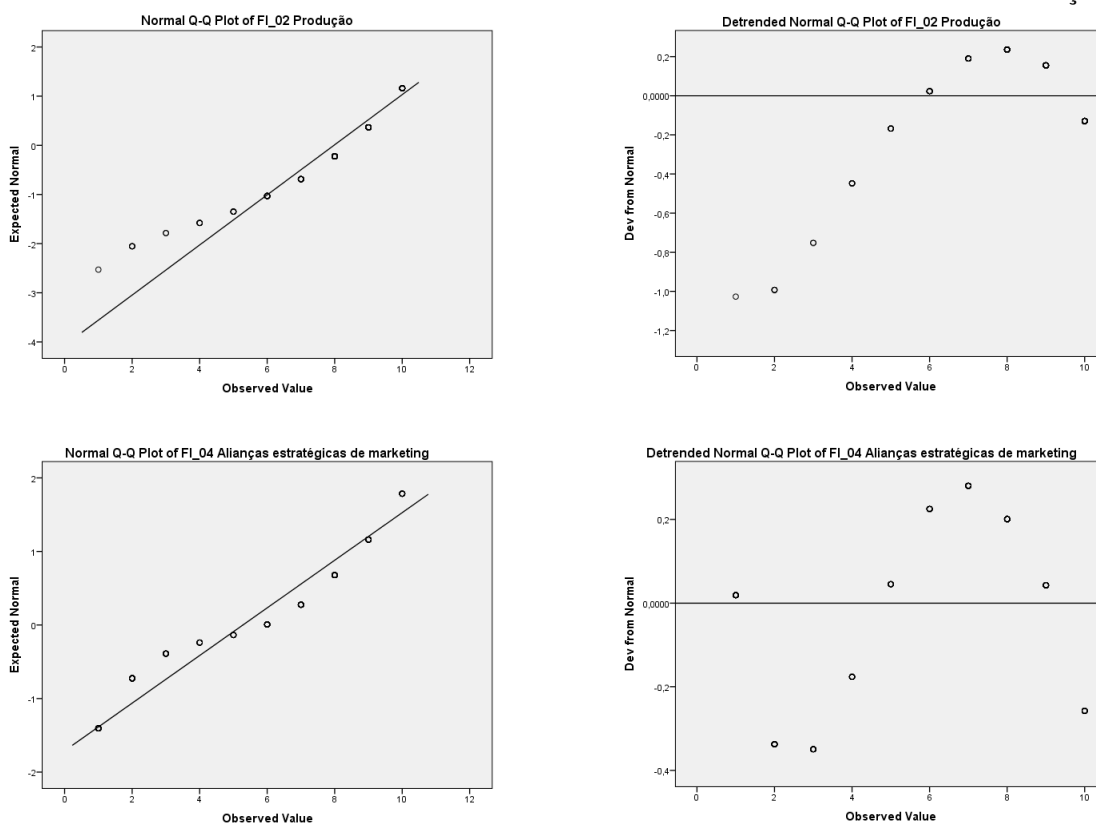 3
Normal Q-Q Plot of FI_02 Produção
2
1
0
-1
-2
-3
-4
Expected Normal
0 2 4 6 8 10 12
Observed Value
Detrended Normal Q-Q Plot of FI_02 Produção
0,2
0,0000
-0,2
-0,4
-0,6
-0,8
-1,0
-1,2
Dev from Normal
0 2 4 6 8 10
Observed Value
Normal Q-Q Plot of FI_04 Alianças estratégicas de marketing
2
1
0
-1
-2
Expected Normal
0 2 4 6 8 10 12
Observed Value
Detrended Normal Q-Q Plot of FI_04 Alianças estratégicas de marketing
0,2
0,0000
-0,2
-0,4
Dev from Normal
0 2 4 6 8 10
Observed Value